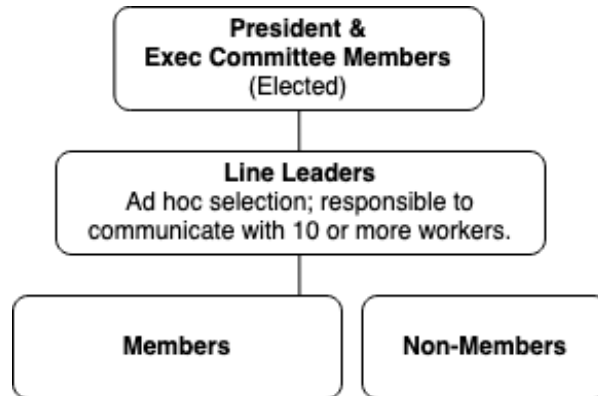 President &
Exec Committee Members
(Elected)
Line Leaders
Ad hoc selection; responsible to
communicate with 10 or more workers.
Members
Non-Members